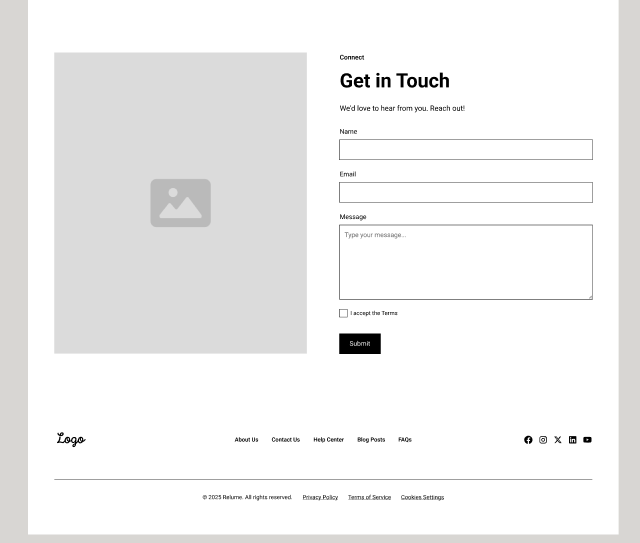 Connect
Get in Touch
We'd love to hear from you. Reach out!
Name
Email
Message
Type your message...
I accept the Terms
Submit
Logo
About Us Contact Us Help Center Blog Posts FAQs
© 2025 Relume. All rights reserved. Privacy Policy Terms of Service Cookies Settings